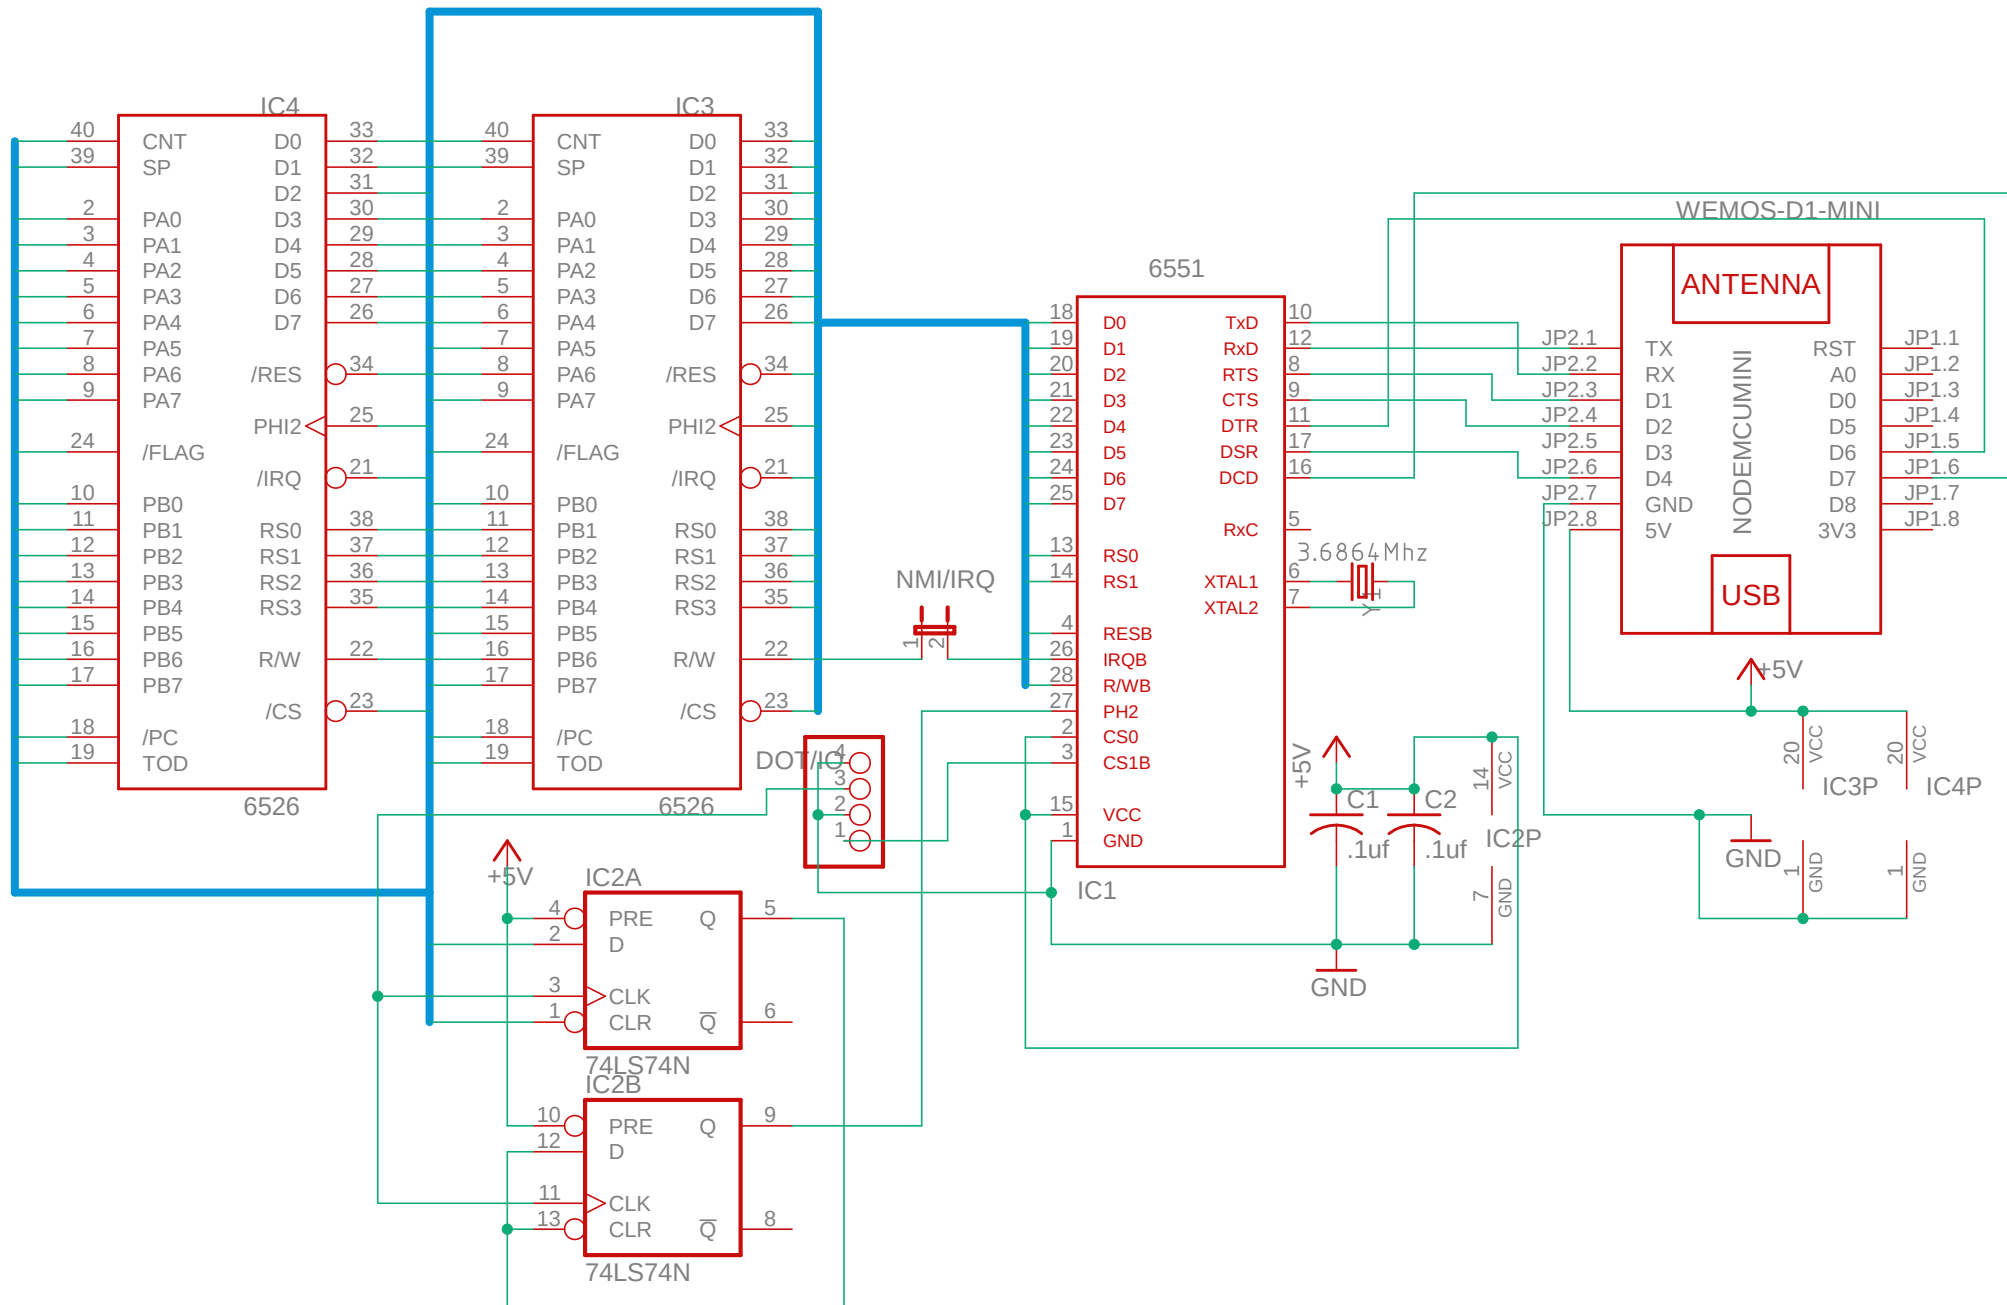 IC4
40 CNT D0 33
39 SP D1 32
D2 31
2 PA0 D3 30
3 PA1 D4 29
4 PA2 D5 28
5 PA3 D6 27
6 PA4 D7 26
7 PA5
8 PA6 /RES 34
9 PA7
PHI2 25
24 /FLAG
/IRQ 21
10 PB0
11 PB1 RS0 38
12 PB2 RS1 37
13 PB3 RS2 36
14 PB4 RS3 35
15 PB5
16 PB6 R/W 22
17 PB7
/CS 23
18 /PC
19 TOD
6526
IC3
40 CNT D0 33
39 SP D1 32
D2 31
2 PA0 D3 30
3 PA1 D4 29
4 PA2 D5 28
5 PA3 D6 27
6 PA4 D7 26
7 PA5
8 PA6 /RES 34
9 PA7
PHI2 25
24 /FLAG
/IRQ 21
10 PB0
11 PB1 RS0 38
12 PB2 RS1 37
13 PB3 RS2 36
14 PB4 RS3 35
15 PB5
16 PB6 R/W 22
17 PB7
/CS 23
18 /PC
19 TOD
6526
NMI/IRQ
1 2
DOT/IO
4
3
2
1
6551
18 D0 TxD 10
19 D1 RxD 12
20 D2 RTS 8
21 D3 CTS 9
22 D4 DTR 11
23 D5 DSR 17
24 D6 DCD 16
25 D7
RxC 5
13 RS0
14 RS1 XTAL1 6
XTAL2 7
4 RESB
26 IRQB
28 R/WB
27 PH2
2 CS0
3 CS1B
15 VCC
1 GND
IC1
3.6864Mhz
Y1
WEMOS-D1-MINI
ANTENNA
NODEMCUMINI
JP2.1 TX RST JP1.1
JP2.2 RX A0 JP1.2
JP2.3 D1 D0 JP1.3
JP2.4 D2 D5 JP1.4
JP2.5 D3 D6 JP1.5
JP2.6 D4 D7 JP1.6
JP2.7 GND D8 JP1.7
JP2.8 5V 3V3 JP1.8
USB
+5V
20 VCC
20 VCC
IC3P
IC4P
GND
1 GND
1 GND
+5V
C1
.1uf
C2
.1uf
14 VCC
IC2P
7 GND
GND
+5V
IC2A
4 PRE Q 5
2 D
3 CLK
1 CLR Q 6
74LS74N
IC2B
10 PRE Q 9
12 D
11 CLK
13 CLR Q 8
74LS74N